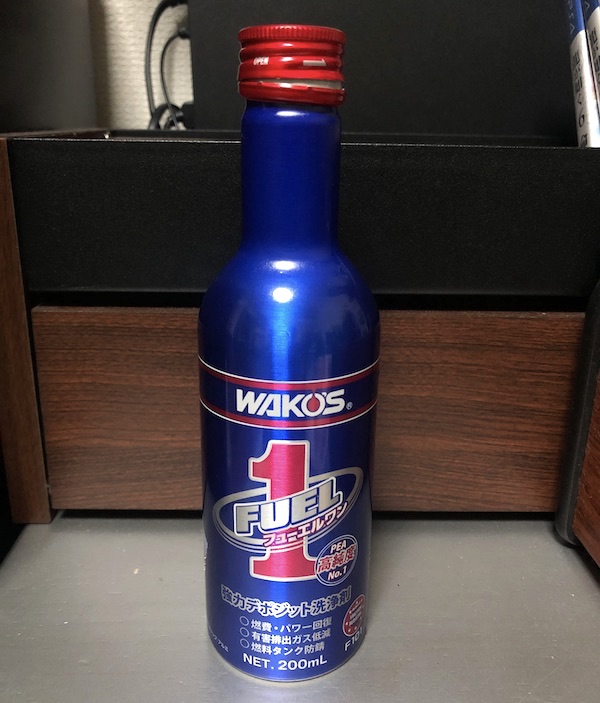 OPEN
WAKO'S®
1
FUEL
フューエルワン
PEA
高純度
No.1
強力デポジット洗浄剤
○燃費・パワー回復
○有害排出ガス低減
○燃料タンク防錆
NET. 200mL